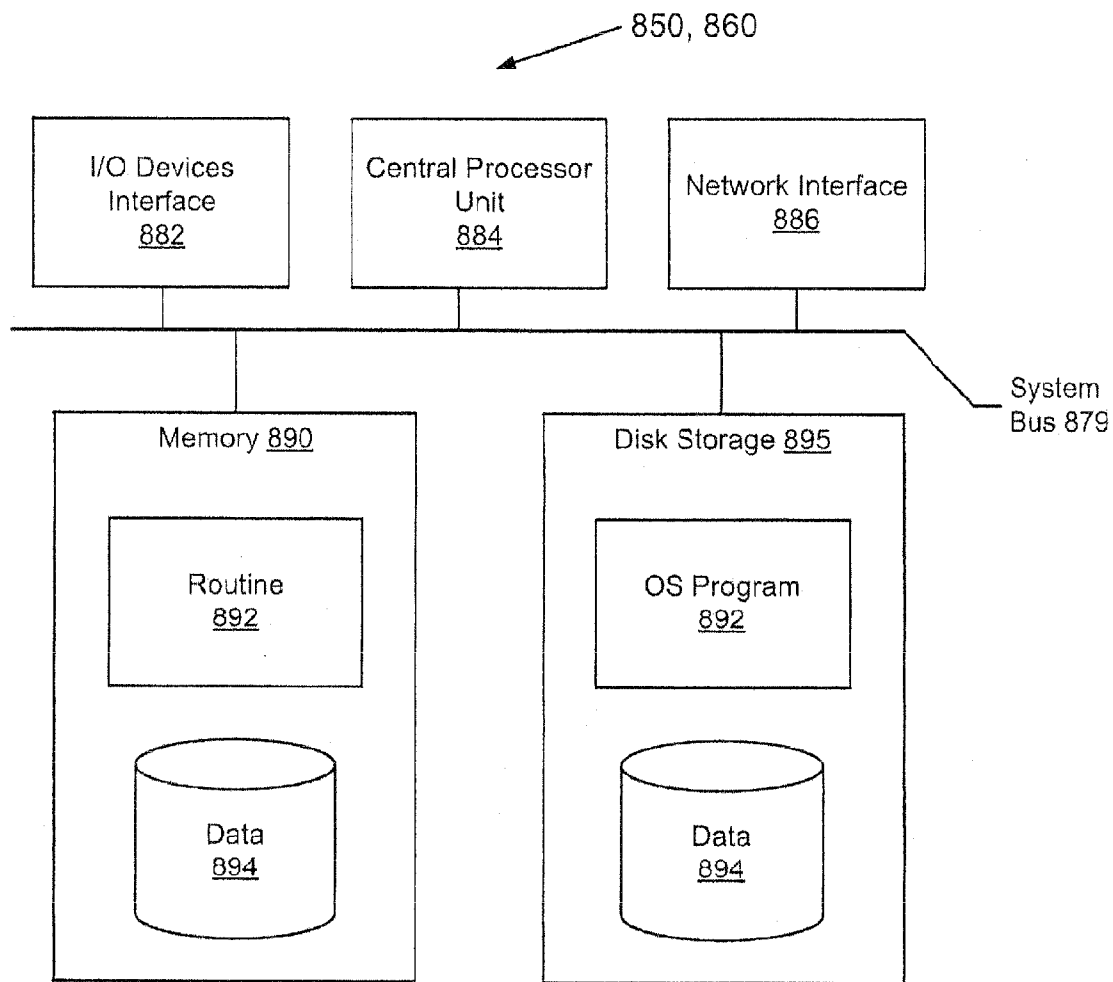 850, 860
I/O Devices
Interface
882
Central Processor
Unit
884
Network Interface
886
System
Bus 879
Memory 890
Routine
892
Data
894
Disk Storage 895
OS Program
892
Data
894